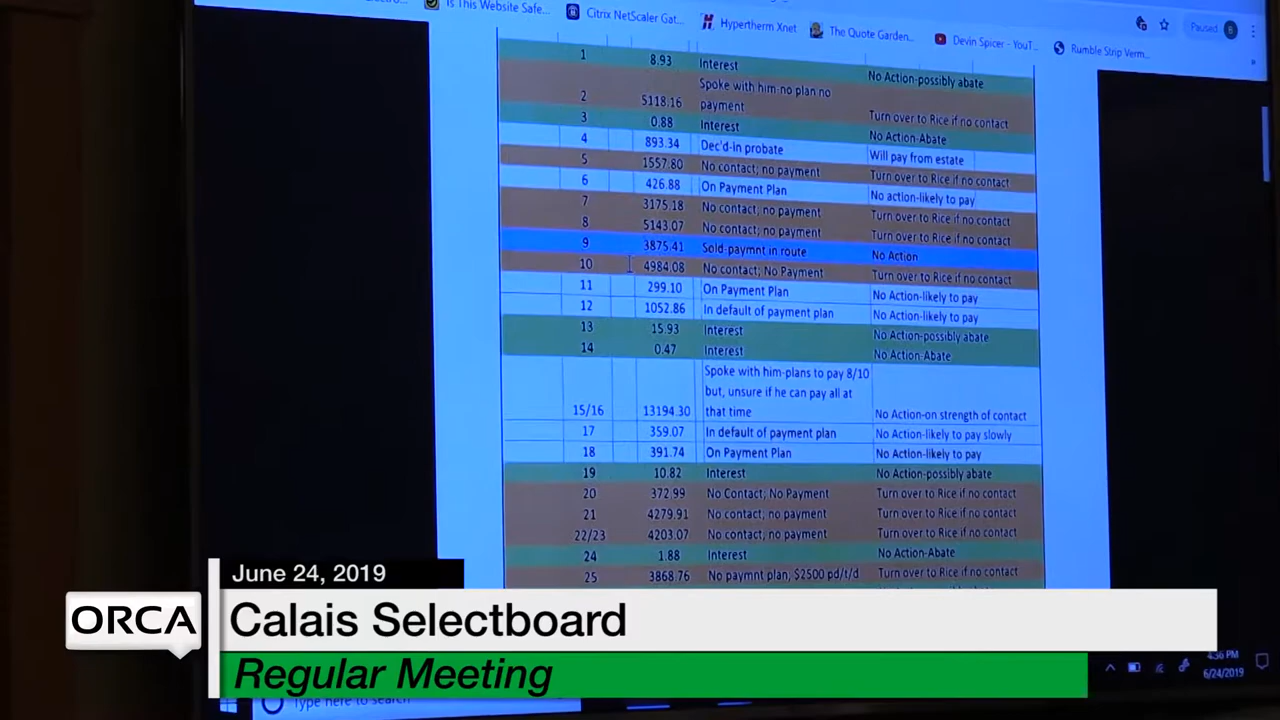 Is This Website Safe... Citrix NetScaler Gat... Hypertherm Xnet The Quote Garden... Devin Spicer - YouT... Rumble Strip Verm... Paused B
1 8.93 Interest No Action-possibly abate
2 5118.16 Spoke with him-no plan no
payment Turn over to Rice if no contact
3 0.88 Interest No Action-Abate
4 893.34 Dec'd-in probate Will pay from estate
5 1557.80 No contact; no payment Turn over to Rice if no contact
6 426.88 On Payment Plan No action-likely to pay
7 3175.18 No contact; no payment Turn over to Rice if no contact
8 5143.07 No contact; no payment Turn over to Rice if no contact
9 3875.41 Sold-paymnt in route No Action
10 4984.08 No contact; No Payment Turn over to Rice if no contact
11 299.10 On Payment Plan No Action-likely to pay
12 1052.86 In default of payment plan No Action-likely to pay
13 15.93 Interest No Action-possibly abate
14 0.47 Interest No Action-Abate
Spoke with him-plans to pay 8/10
but, unsure if he can pay all at
15/16 13194.30 that time No Action-on strength of contact
17 359.07 In default of payment plan No Action-likely to pay slowly
18 391.74 On Payment Plan No Action-likely to pay
19 10.82 Interest No Action-possibly abate
20 372.99 No Contact; No Payment Turn over to Rice if no contact
21 4279.91 No contact; no payment Turn over to Rice if no contact
22/23 4203.07 No contact; no payment Turn over to Rice if no contact
24 1.88 Interest No Action-Abate
25 3868.76 No paymnt plan, $2500 pd/t/d Turn over to Rice if no contact
June 24, 2019
ORCA
Calais Selectboard
Regular Meeting
4:36 PM
6/24/2019
Type here to search